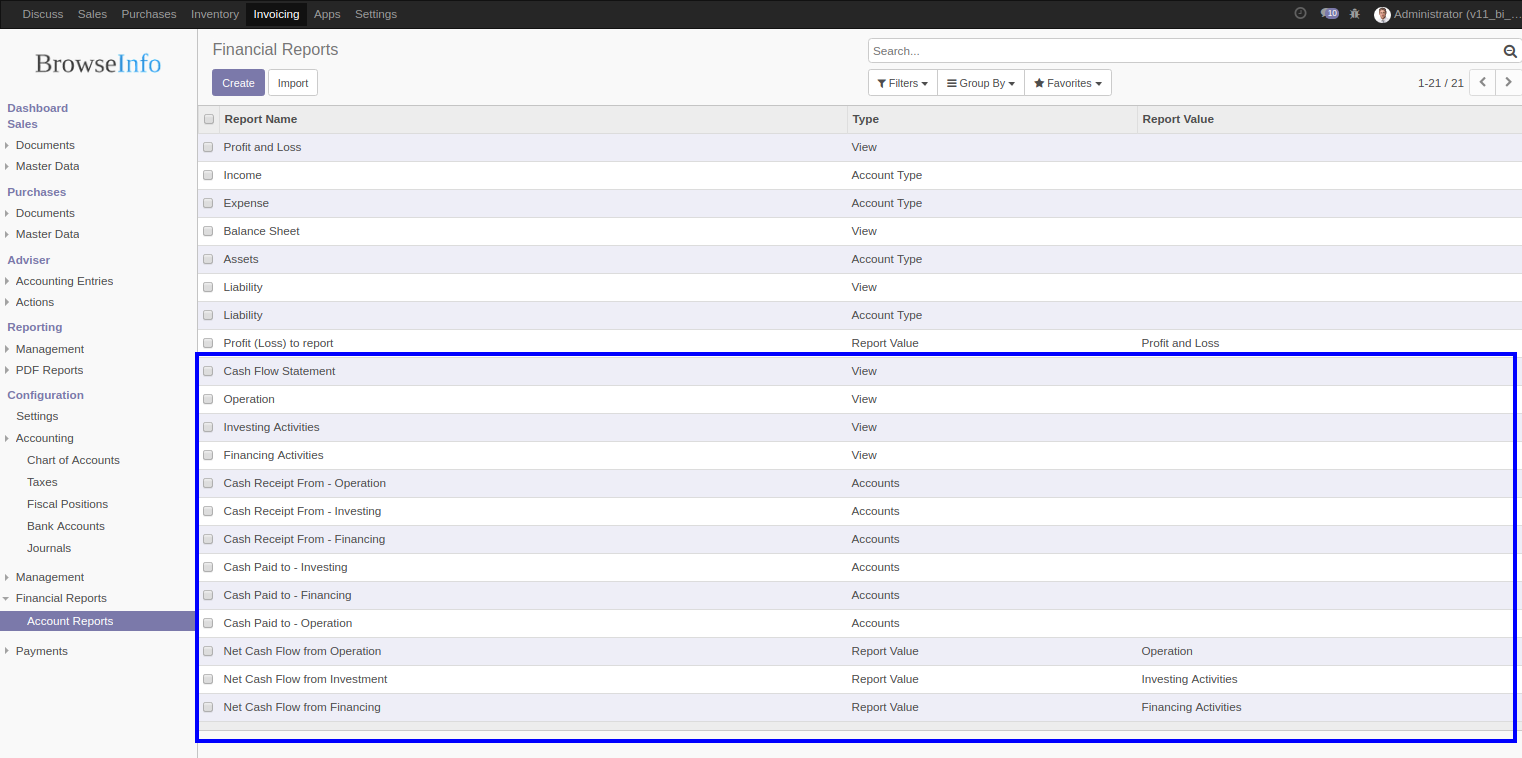 Discuss Sales Purchases Inventory Invoicing Apps Settings 10 Administrator (v11_bi_...
BrowseInfo
Dashboard
Sales
Documents
Master Data
Purchases
Documents
Master Data
Adviser
Accounting Entries
Actions
Reporting
Management
PDF Reports
Configuration
Settings
Accounting
Chart of Accounts
Taxes
Fiscal Positions
Bank Accounts
Journals
Management
Financial Reports
Account Reports
Payments
Financial Reports
Search...
Create Import Filters Group By Favorites 1-21 / 21
Report Name Type Report Value
Profit and Loss View
Income Account Type
Expense Account Type
Balance Sheet View
Assets Account Type
Liability View
Liability Account Type
Profit (Loss) to report Report Value Profit and Loss
Cash Flow Statement View
Operation View
Investing Activities View
Financing Activities View
Cash Receipt From - Operation Accounts
Cash Receipt From - Investing Accounts
Cash Receipt From - Financing Accounts
Cash Paid to - Investing Accounts
Cash Paid to - Financing Accounts
Cash Paid to - Operation Accounts
Net Cash Flow from Operation Report Value Operation
Net Cash Flow from Investment Report Value Investing Activities
Net Cash Flow from Financing Report Value Financing Activities